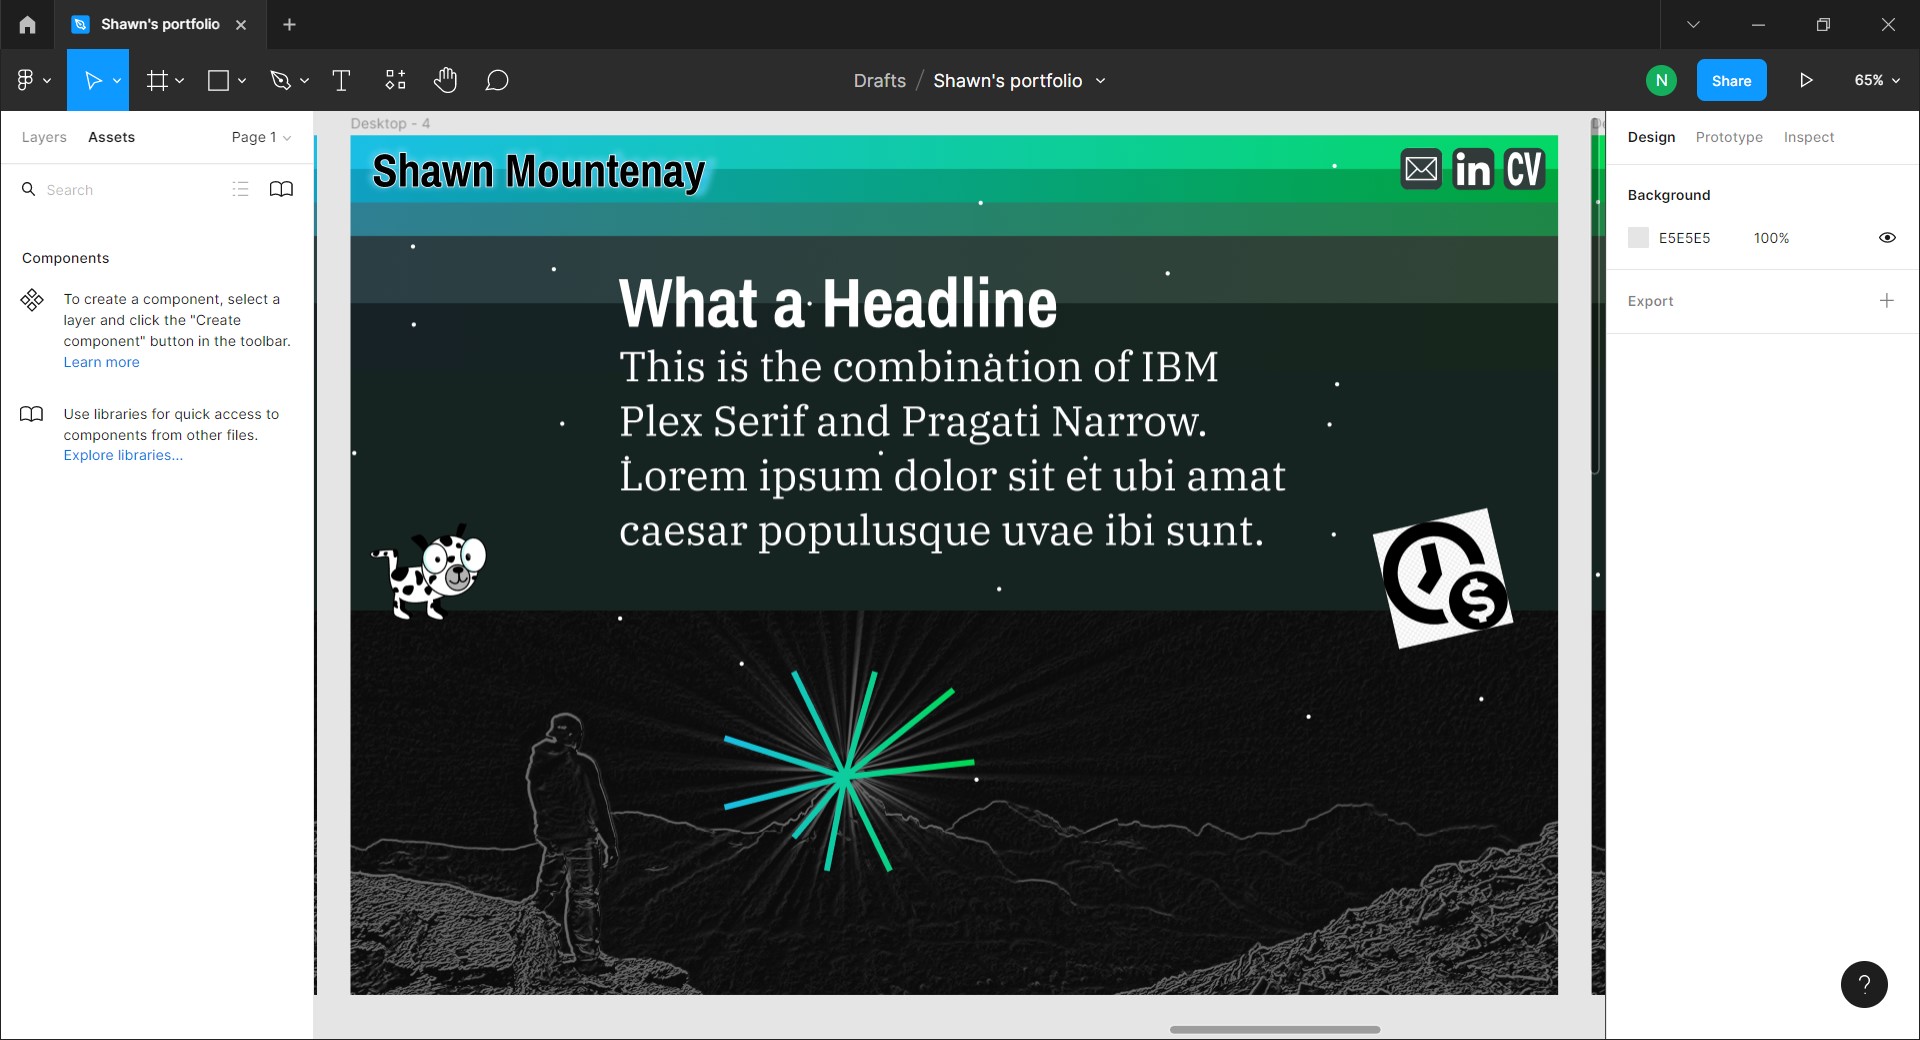 Shawn's portfolio
Drafts / Shawn's portfolio
N
Share
65%
Layers
Assets
Page 1
Search
Components
To create a component, select a
layer and click the "Create
component" button in the toolbar.
Learn more
Use libraries for quick access to
components from other files.
Explore libraries...
Desktop - 4
Shawn Mountenay
in
CV
What a Headline
This is the combination of IBM
Plex Serif and Pragati Narrow.
Lorem ipsum dolor sit et ubi amat
caesar populusque uvae ibi sunt.
$
Design
Prototype
Inspect
Background
E5E5E5
100%
Export
?